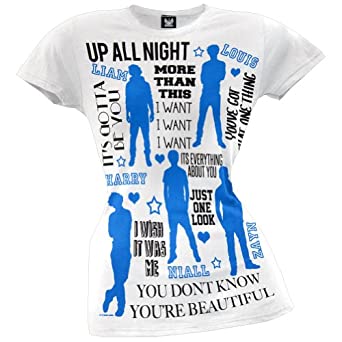 UP ALL NIGHT
LOUIS
LIAM
MORE
THAN
THIS
I WANT
I WANT
I WANT
IT'S GOTTA
BE YOU
YOU'VE GOT
THAT ONE THING
ITS EVERYTHING
ABOUT YOU
HARRY
JUST
ONE
LOOK
ZAYN
I WISH
IT WAS
ME
NIALL
YOU DONT KNOW
YOU'RE BEAUTIFUL